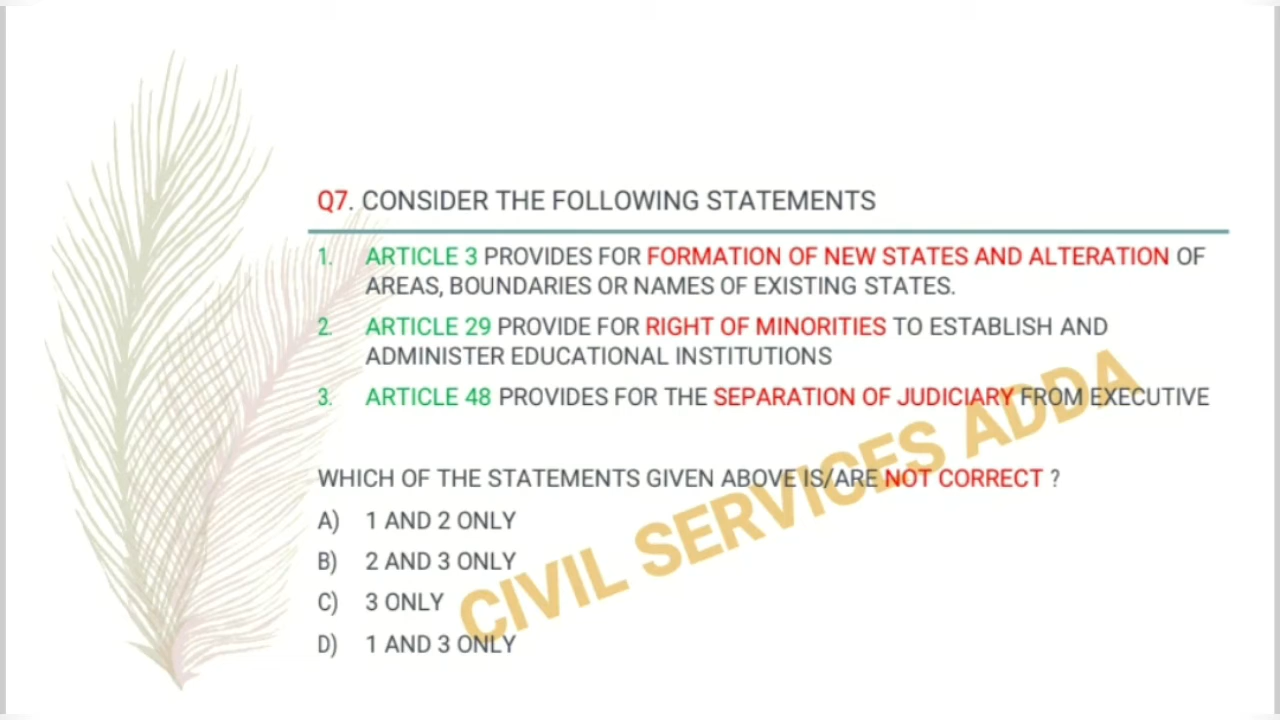 Q7. CONSIDER THE FOLLOWING STATEMENTS
1. ARTICLE 3 PROVIDES FOR FORMATION OF NEW STATES AND ALTERATION OF
AREAS, BOUNDARIES OR NAMES OF EXISTING STATES.
2. ARTICLE 29 PROVIDE FOR RIGHT OF MINORITIES TO ESTABLISH AND
ADMINISTER EDUCATIONAL INSTITUTIONS
3. ARTICLE 48 PROVIDES FOR THE SEPARATION OF JUDICIARY FROM EXECUTIVE
WHICH OF THE STATEMENTS GIVEN ABOVE IS/ARE NOT CORRECT ?
A) 1 AND 2 ONLY
B) 2 AND 3 ONLY
C) 3 ONLY
D) 1 AND 3 ONLY
CIVIL SERVICES ADDA